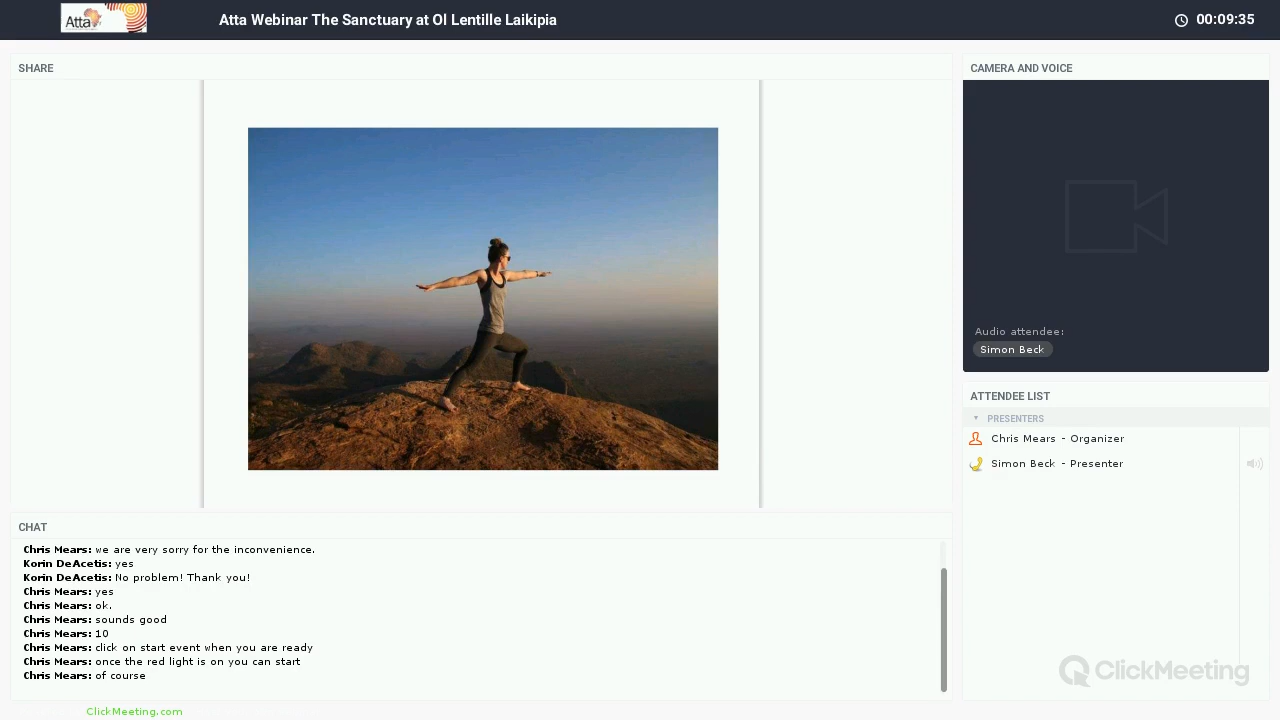 Atta
Atta Webinar The Sanctuary at Ol Lentille Laikipia
00:09:35
SHARE
CAMERA AND VOICE
Audio attendee:
Simon Beck
ATTENDEE LIST
PRESENTERS
Chris Mears - Organizer
Simon Beck - Presenter
CHAT
Chris Mears: we are very sorry for the inconvenience.
Korin DeAcetis: yes
Korin DeAcetis: No problem! Thank you!
Chris Mears: yes
Chris Mears: ok.
Chris Mears: sounds good
Chris Mears: 10
Chris Mears: click on start event when you are ready
Chris Mears: once the red light is on you can start
Chris Mears: of course
ClickMeeting
ClickMeeting.com